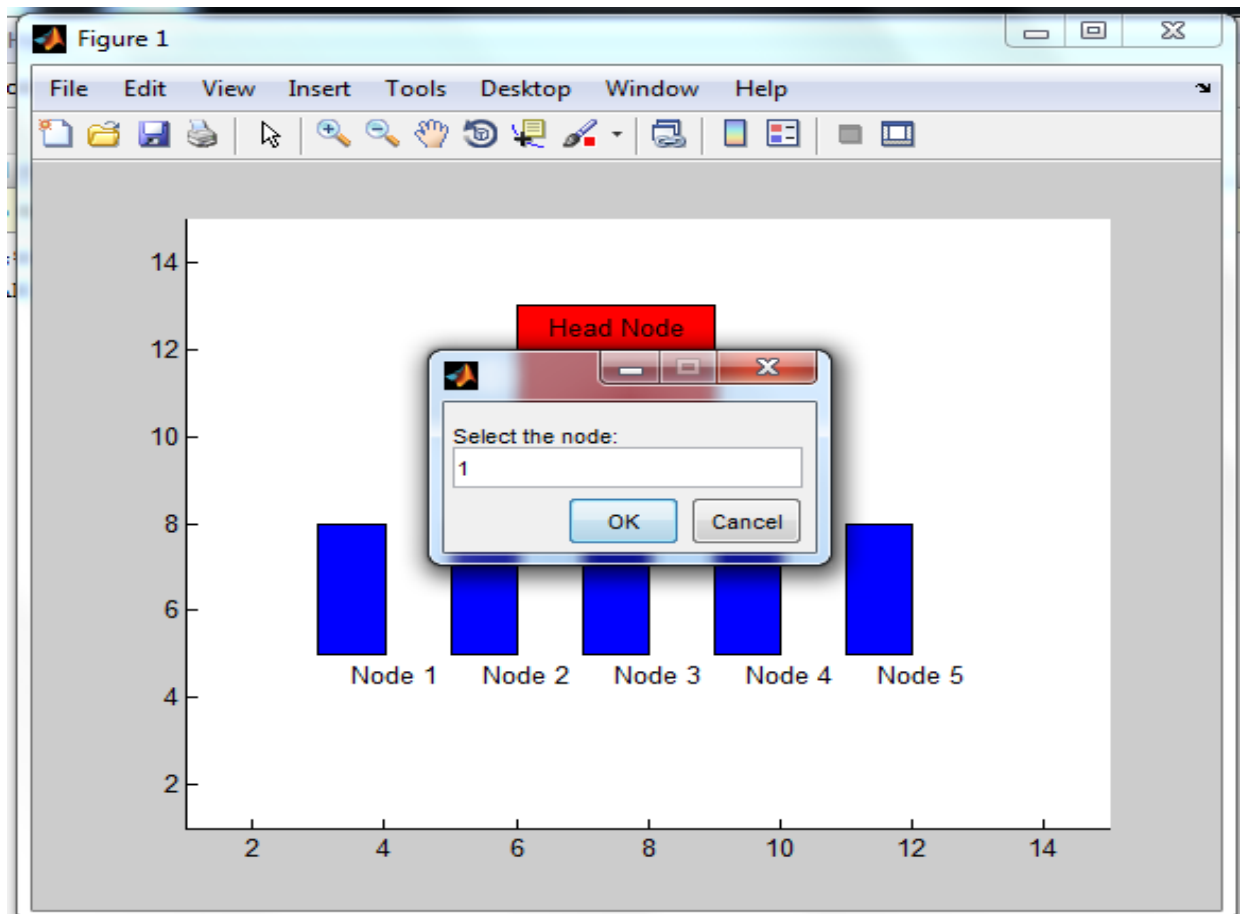 Figure 1
File Edit View Insert Tools Desktop Window Help
14
Head Node
12
10
Select the node:
1
OK Cancel
8
6
Node 1 Node 2 Node 3 Node 4 Node 5
4
2
2 4 6 8 10 12 14